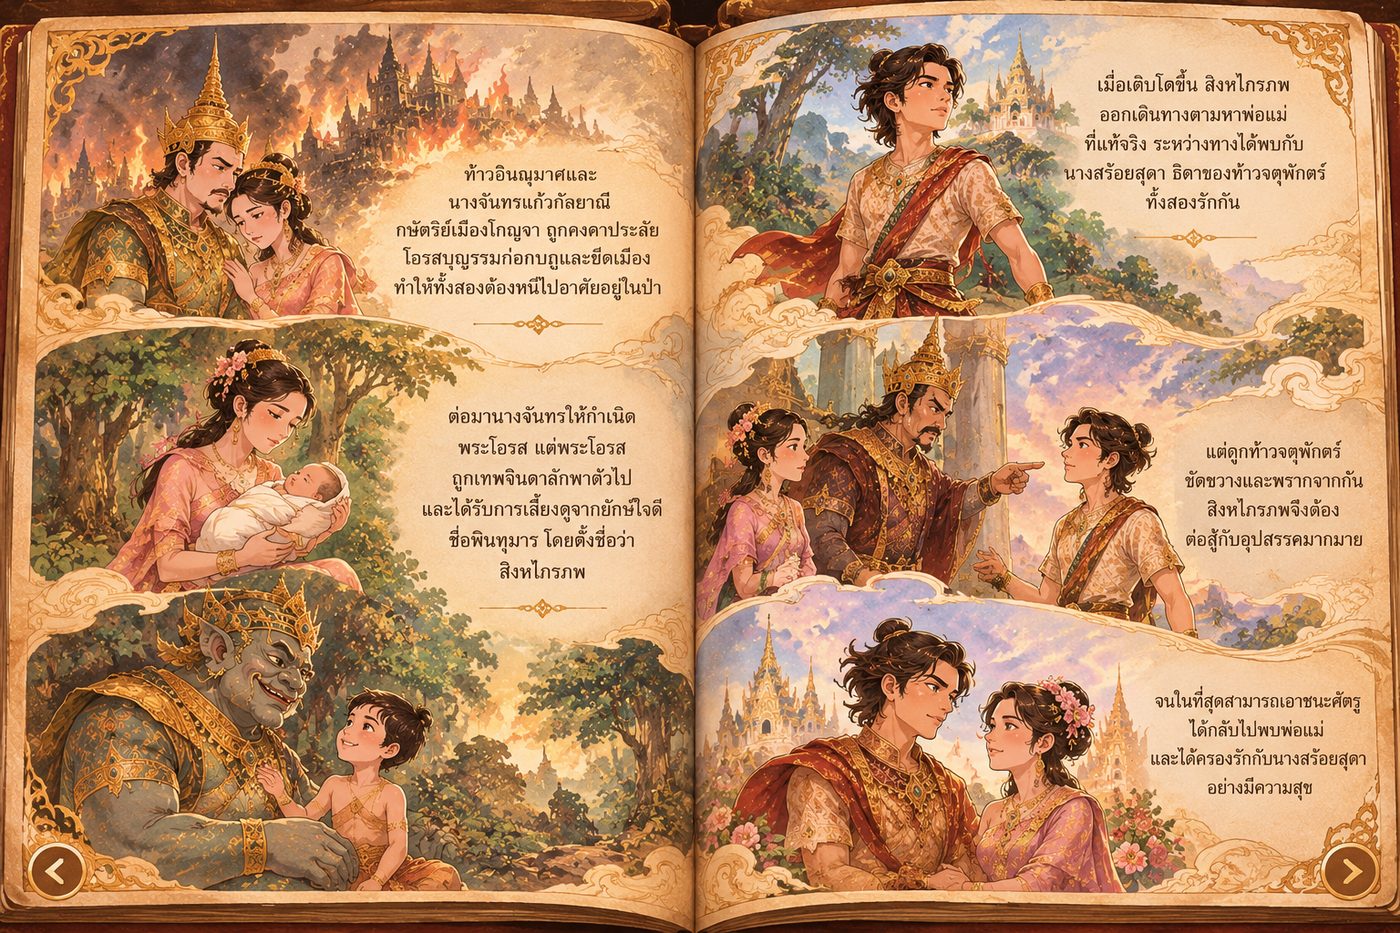 ท้าวอินณุมาศและ
นางจันทรแก้วกัลยาณี
กษัตริย์เมืองโกญจา ถูกคงคาประลัย
โอรสบุญธรรมก่อกบฏและยึดเมือง
ทำให้ทั้งสองต้องหนีไปอาศัยอยู่ในป่า
ต่อมานางจันทรให้กำเนิด
พระโอรส แต่พระโอรส
ถูกเทพจินดาลักพาตัวไป
และได้รับการเลี้ยงดูจากยักษ์ใจดี
ชื่อพินทุมาร โดยตั้งชื่อว่า
สิงหไกรภพ
เมื่อเติบโตขึ้น สิงหไกรภพ
ออกเดินทางตามหาพ่อแม่
ที่แท้จริง ระหว่างทางได้พบกับ
นางสร้อยสุดา ธิดาของท้าวจตุพักตร์
ทั้งสองรักกัน
แต่ถูกท้าวจตุพักตร์
ขัดขวางและพรากจากกัน
สิงหไกรภพจึงต้อง
ต่อสู้กับอุปสรรคมากมาย
จนในที่สุดสามารถเอาชนะศัตรู
ได้กลับไปพบพ่อแม่
และได้ครองรักกับนางสร้อยสุดา
อย่างมีความสุข